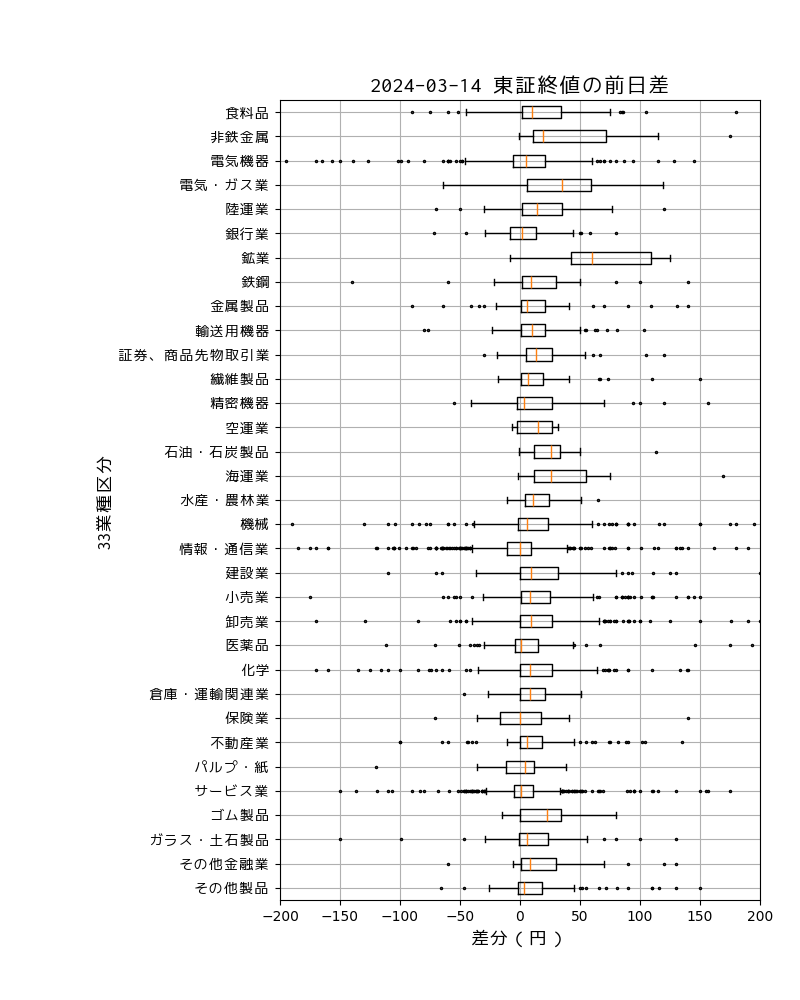 2024-03-14 東証終値の前日差
食料品
非鉄金属
電気機器
電気・ガス業
陸運業
銀行業
鉱業
鉄鋼
金属製品
輸送用機器
証券、商品先物取引業
繊維製品
精密機器
空運業
石油・石炭製品
海運業
水産・農林業
機械
情報・通信業
建設業
小売業
卸売業
医薬品
化学
倉庫・運輸関連業
保険業
不動産業
パルプ・紙
サービス業
ゴム製品
ガラス・土石製品
その他金融業
その他製品
33業種区分
−200 −150 −100 −50 0 50 100 150 200
差分（円）